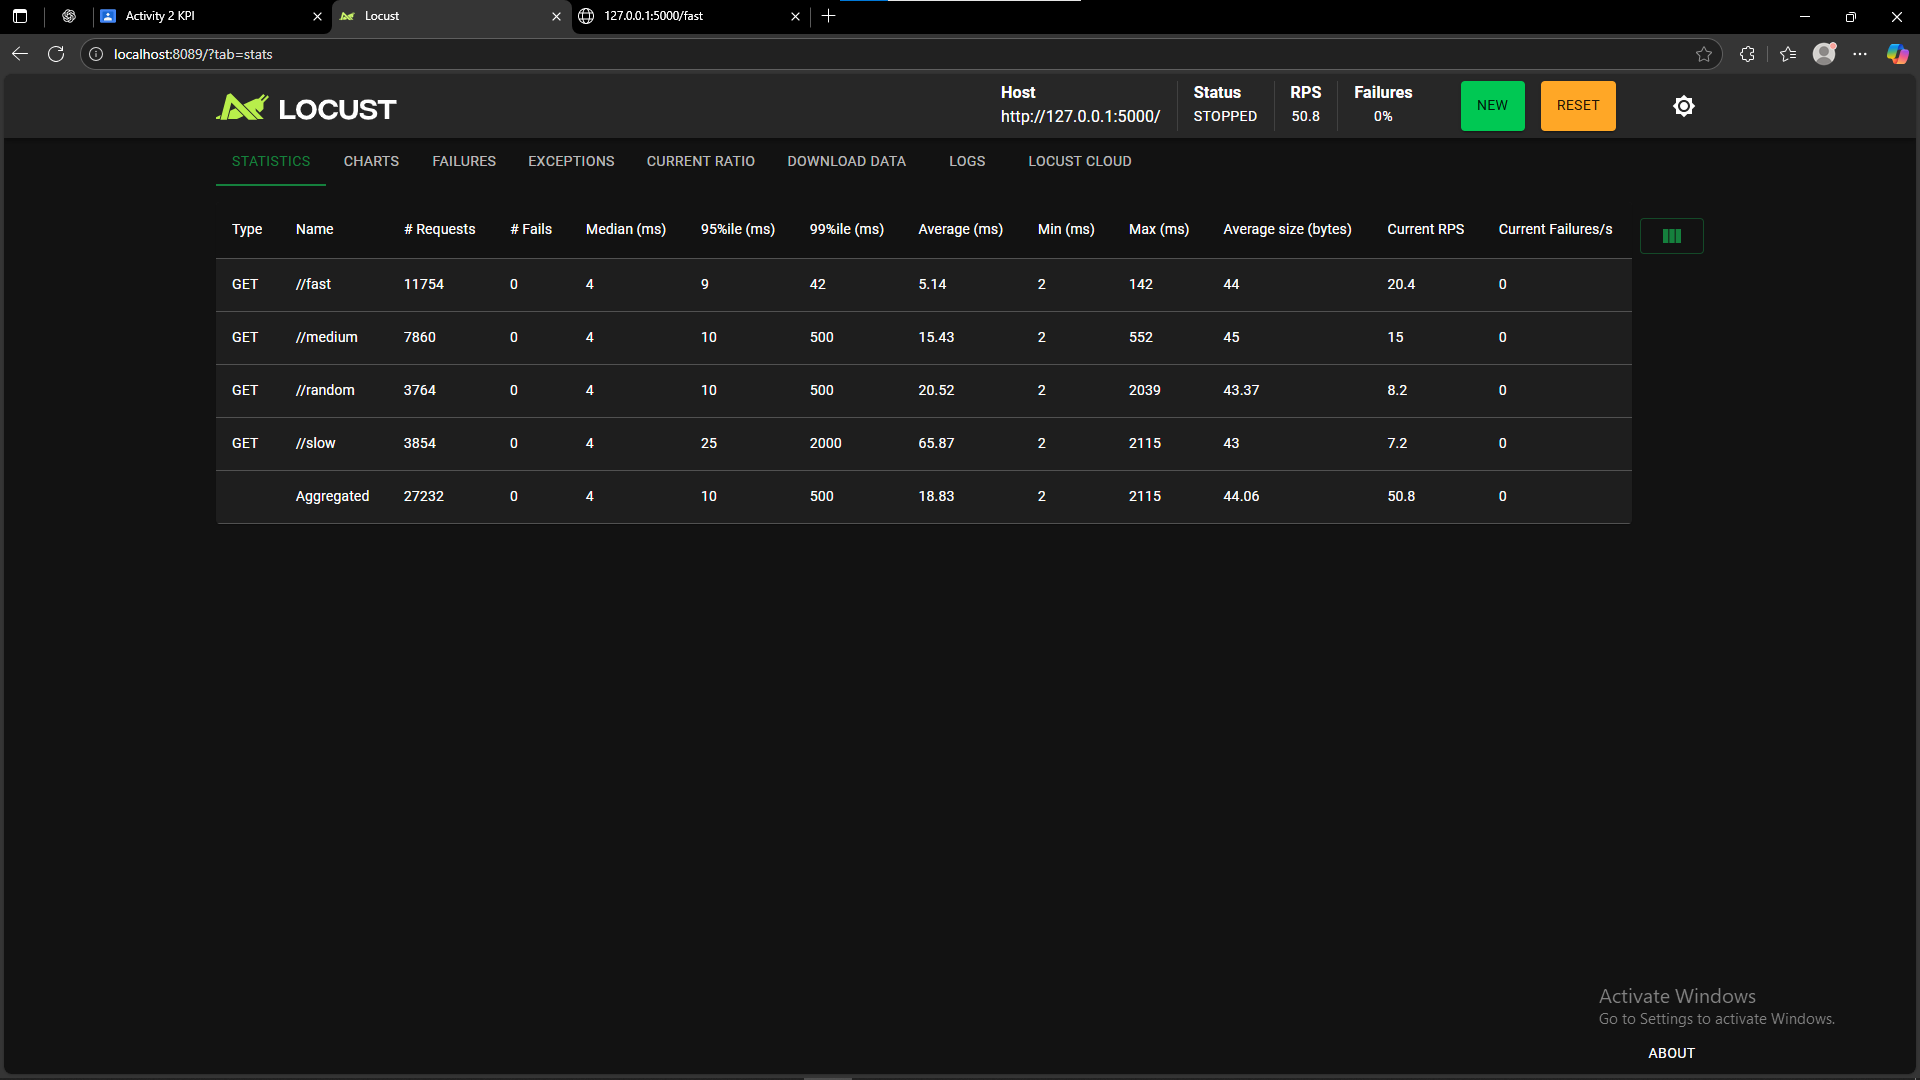 Activity 2 KPI
Locust
127.0.0.1:5000/fast
localhost:8089/?tab=stats
LOCUST
Host
http://127.0.0.1:5000/
Status
STOPPED
RPS
50.8
Failures
0%
NEW
RESET
STATISTICS CHARTS FAILURES EXCEPTIONS CURRENT RATIO DOWNLOAD DATA LOGS LOCUST CLOUD
Type Name # Requests # Fails Median (ms) 95%ile (ms) 99%ile (ms) Average (ms) Min (ms) Max (ms) Average size (bytes) Current RPS Current Failures/s
GET //fast 11754 0 4 9 42 5.14 2 142 44 20.4 0
GET //medium 7860 0 4 10 500 15.43 2 552 45 15 0
GET //random 3764 0 4 10 500 20.52 2 2039 43.37 8.2 0
GET //slow 3854 0 4 25 2000 65.87 2 2115 43 7.2 0
Aggregated 27232 0 4 10 500 18.83 2 2115 44.06 50.8 0
Activate Windows
Go to Settings to activate Windows.
ABOUT